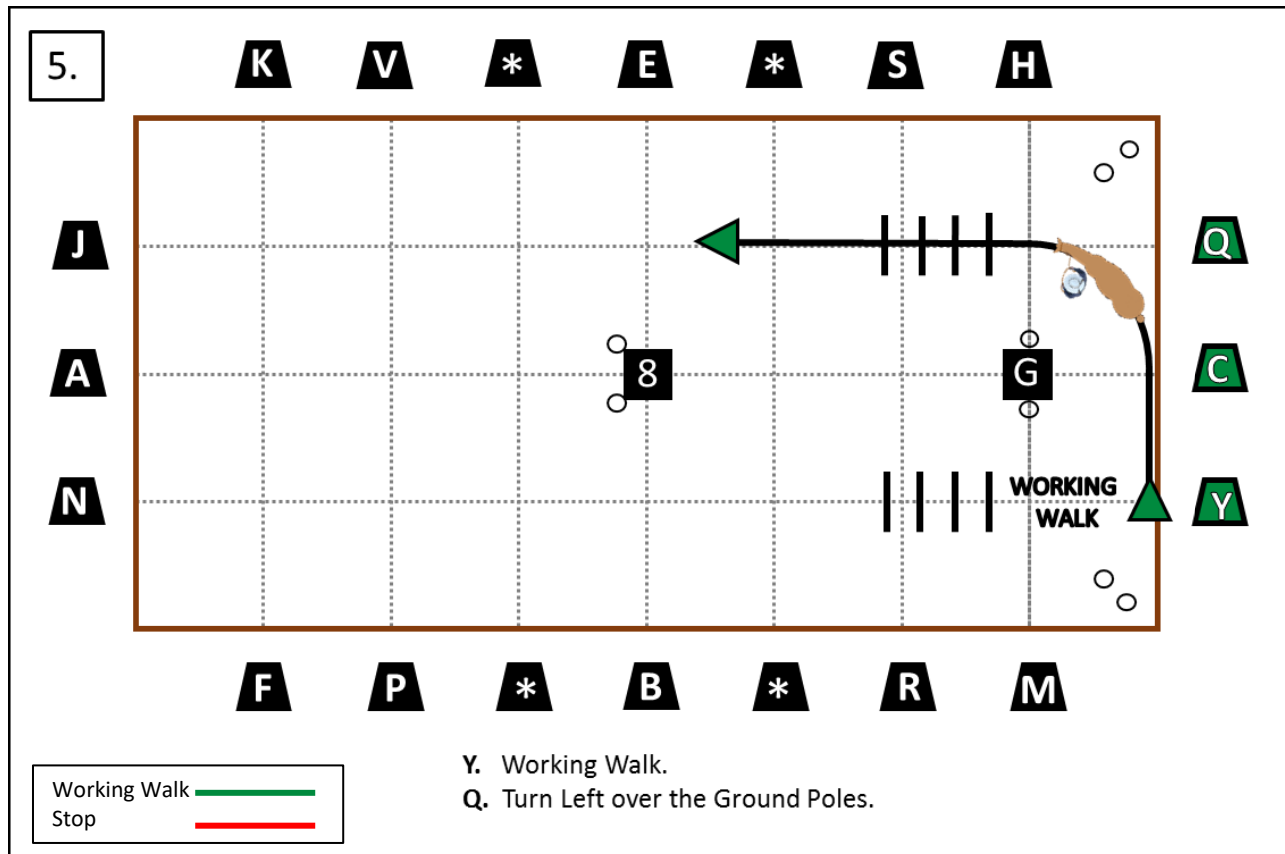 5.
K V * E * S H
J Q
A 8 G C
N WORKING Y
WALK
F P * B * R M
Working Walk
Stop
Y. Working Walk.
Q. Turn Left over the Ground Poles.